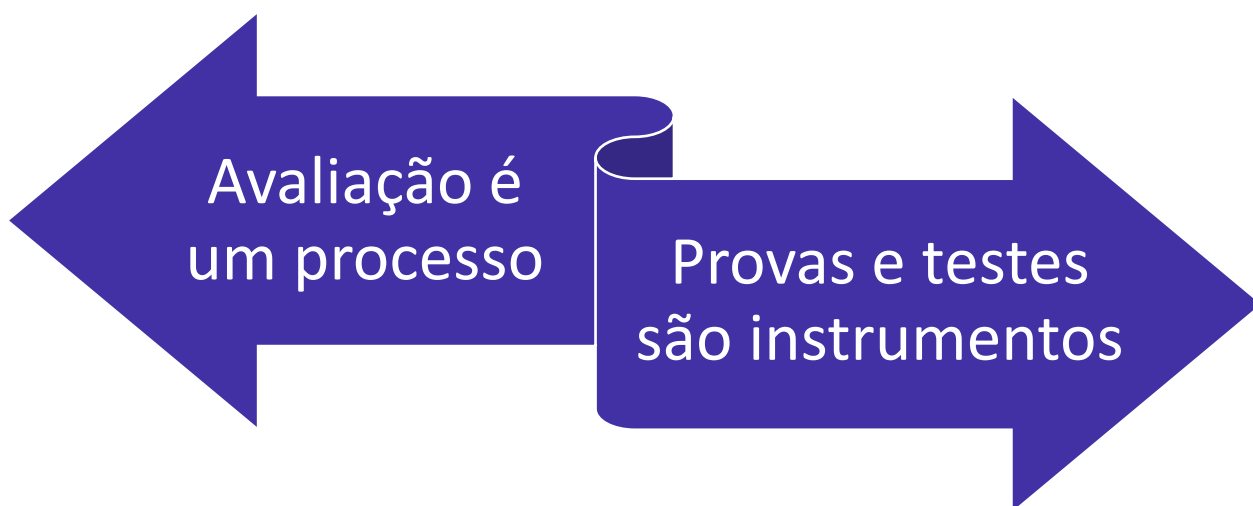 Avaliação é
um processo
Provas e testes
são instrumentos